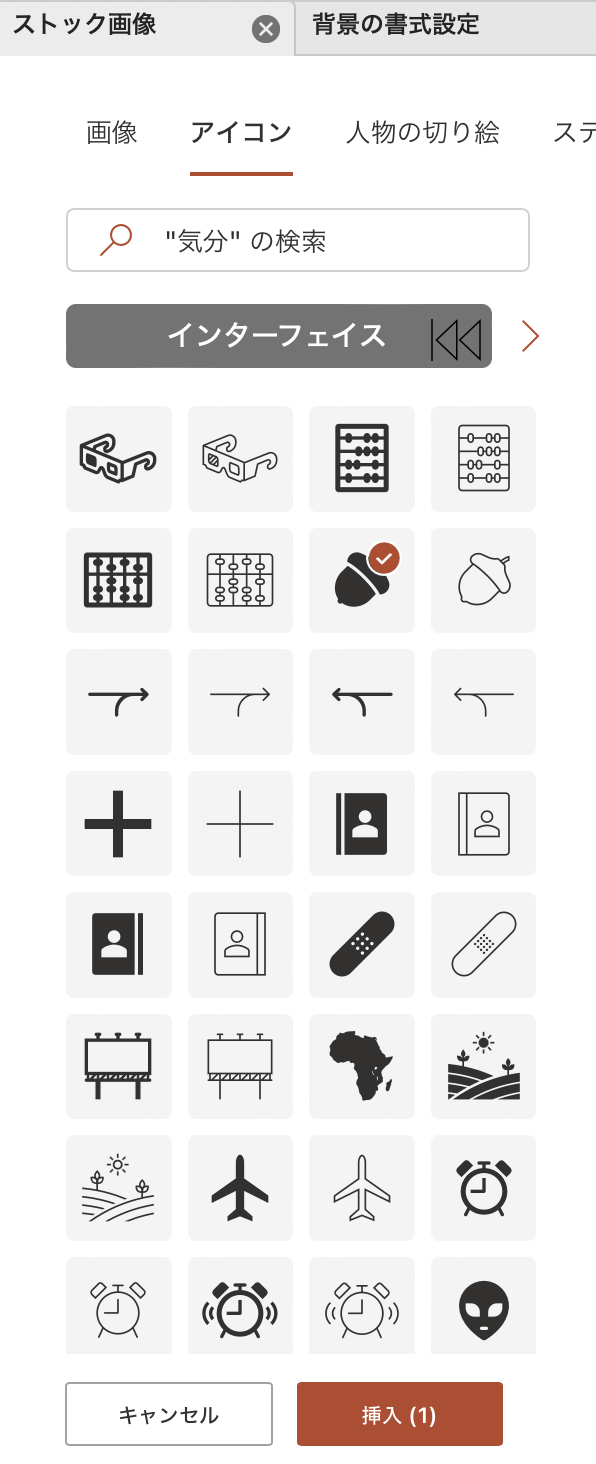 ストック画像
背景の書式設定
画像
アイコン
人物の切り絵
ステ
"気分" の検索
インターフェイス
キャンセル
挿入 (1)